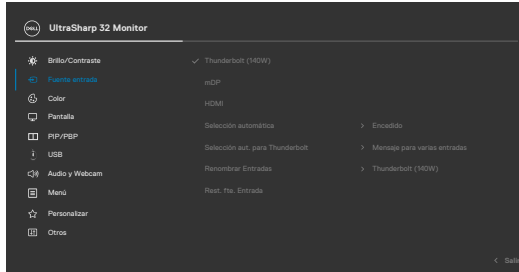 DELL UltraSharp 32 Monitor
Brillo/Contraste
Fuente entrada
Color
Pantalla
PIP/PBP
USB
Audio y Webcam
Menú
Personalizar
Otros
Thunderbolt (140W)
mDP
HDMI
Selección automática > Encedido
Selección aut. para Thunderbolt > Mensaje para varias entradas
Renombrar Entradas > Thunderbolt (140W)
Rest. fte. Entrada
< Salir